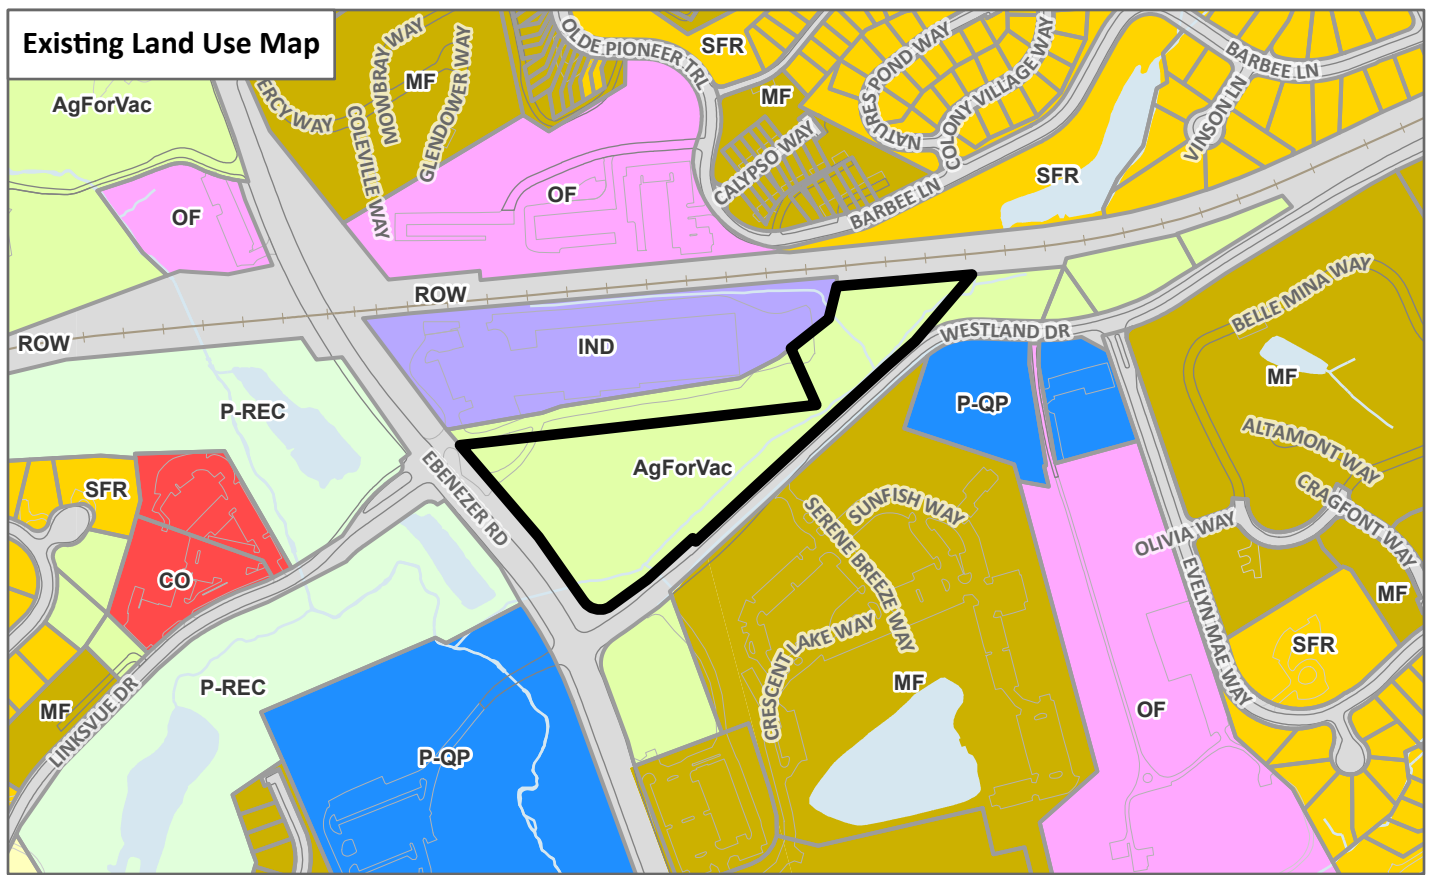 Existing Land Use Map
AgForVac
ERCY WAY
MOWBRAY WAY
COLEVILLE WAY
MF
GLENDOWER WAY
OLDE PIONEER TRL
SFR
MF
NATURES POND WAY
COLONY VILLAGE WAY
BARBEE LN
VINSON LN
CALYPSO WAY
BARBEE LN
SFR
OF
OF
ROW
ROW
IND
WESTLAND DR
BELLE MINA WAY
MF
P-REC
P-QP
ALTAMONT WAY
CRAGFONT WAY
AgForVac
EBENEZER RD
SFR
SERENE BREEZE WAY
SUNFISH WAY
OLIVIA WAY
EVELYN MAE WAY
CO
MF
CRESCENT LAKE WAY
SFR
P-REC
MF
MF
LINKSVUE DR
OF
P-QP